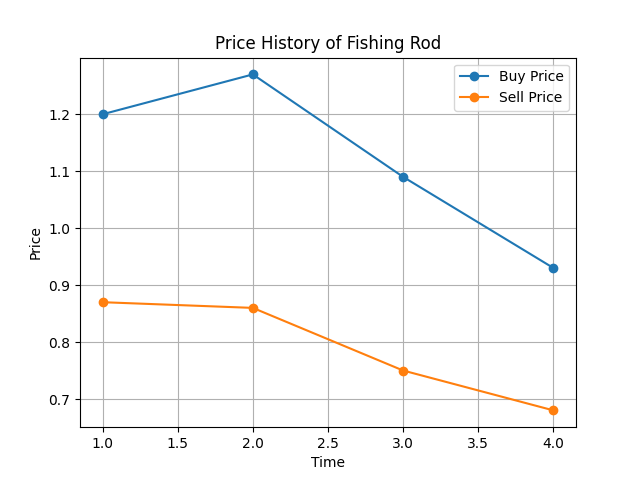 Price History of Fishing Rod
Buy Price
Sell Price
1.2
1.1
1.0
0.9
0.8
0.7
Price
1.0 1.5 2.0 2.5 3.0 3.5 4.0
Time